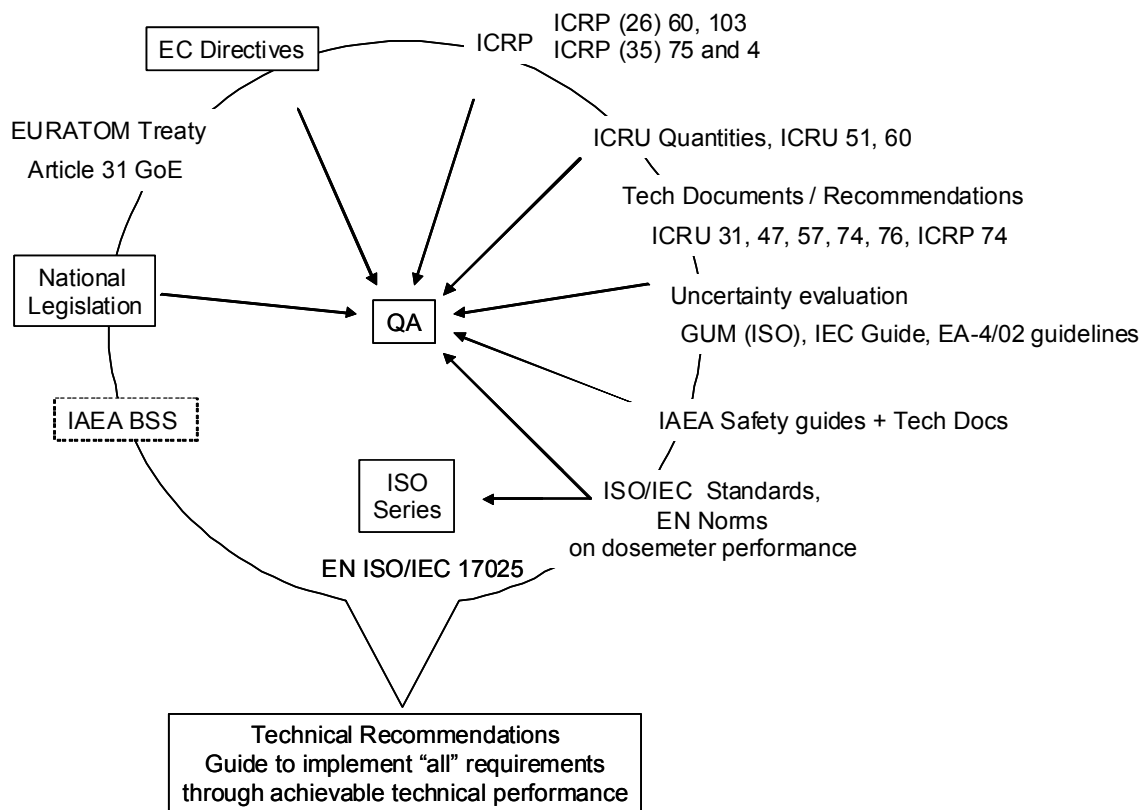 ICRP (26) 60, 103
ICRP
ICRP (35) 75 and 4
EC Directives
EURATOM Treaty
Article 31 GoE
ICRU Quantities, ICRU 51, 60
Tech Documents / Recommendations
ICRU 31, 47, 57, 74, 76, ICRP 74
National
Legislation
QA
Uncertainty evaluation
GUM (ISO), IEC Guide, EA-4/02 guidelines
IAEA BSS
IAEA Safety guides + Tech Docs
ISO
Series
ISO/IEC  Standards,
EN Norms
on dosemeter performance
EN ISO/IEC 17025
Technical Recommendations
Guide to implement “all” requirements
through achievable technical performance